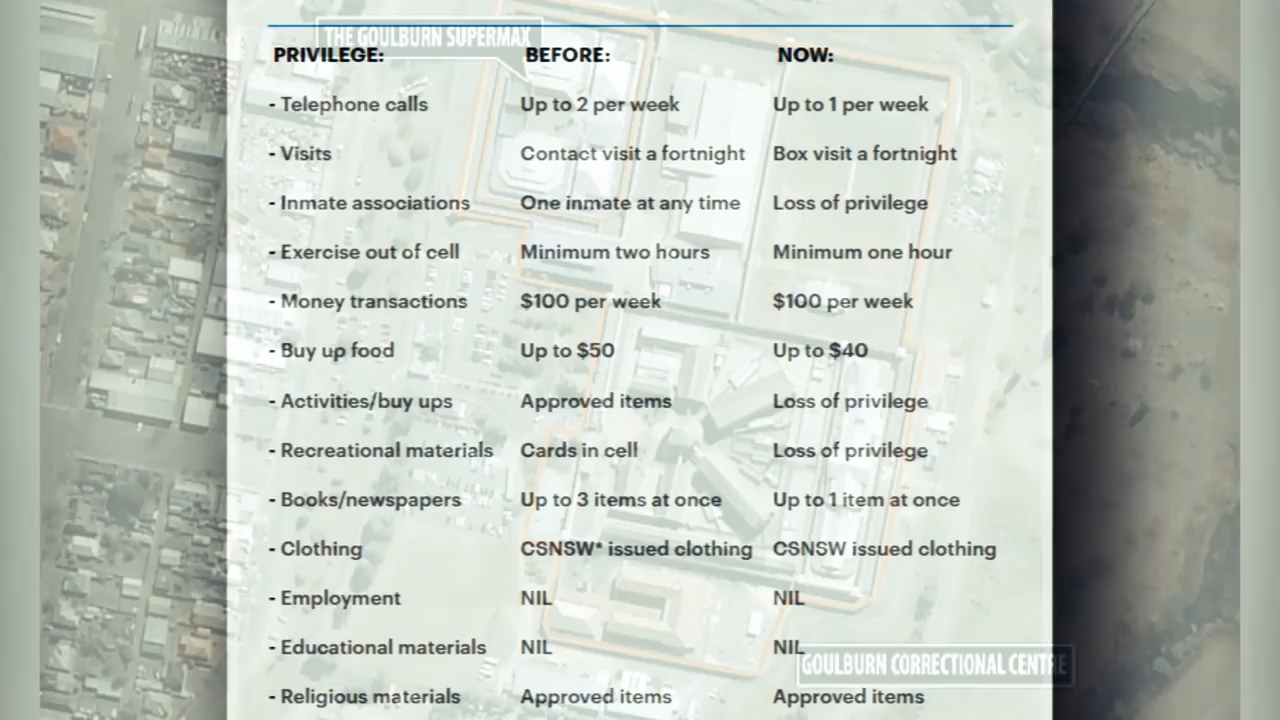 THE GOULBURN SUPERMAX
PRIVILEGE: BEFORE: NOW:
- Telephone calls Up to 2 per week Up to 1 per week
- Visits Contact visit a fortnight Box visit a fortnight
- Inmate associations One inmate at any time Loss of privilege
- Exercise out of cell Minimum two hours Minimum one hour
- Money transactions $100 per week $100 per week
- Buy up food Up to $50 Up to $40
- Activities/buy ups Approved items Loss of privilege
- Recreational materials Cards in cell Loss of privilege
- Books/newspapers Up to 3 items at once Up to 1 item at once
- Clothing CSNSW* issued clothing CSNSW issued clothing
- Employment NIL NIL
- Educational materials NIL NIL
GOULBURN CORRECTIONAL CENTRE
- Religious materials Approved items Approved items